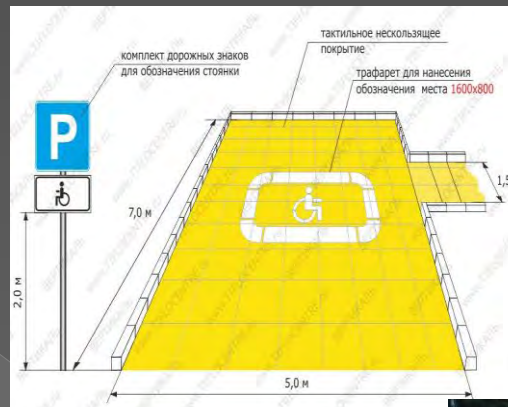 тактильное нескользящее
покрытие
комплект дорожных знаков
для обозначения стоянки
трафарет для нанесения
обозначения места 1600х800
P
7,0 м
1,5
2,0 м
5,0 м